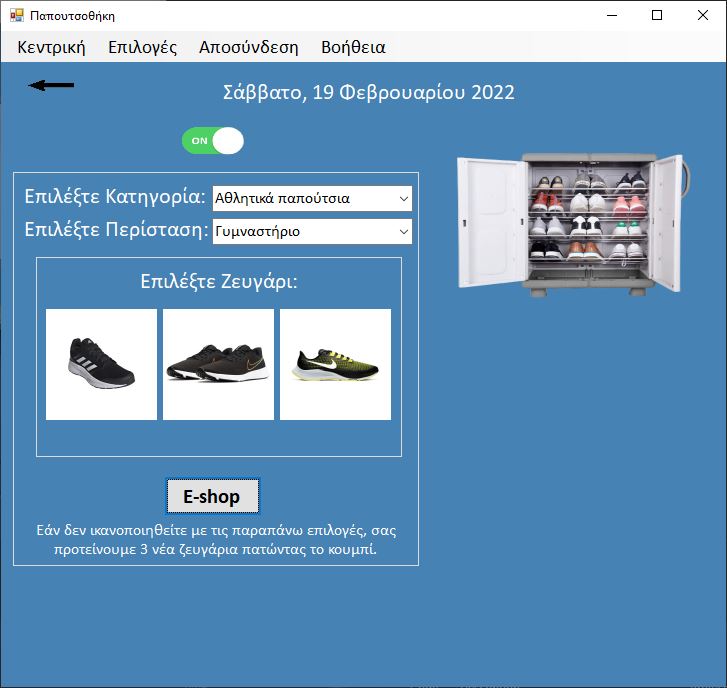 Παπουτσοθήκη
Κεντρική Επιλογές Αποσύνδεση Βοήθεια
Σάββατο, 19 Φεβρουαρίου 2022
ON
Επιλέξτε Κατηγορία: Αθλητικά παπούτσια
Επιλέξτε Περίσταση: Γυμναστήριο
Επιλέξτε Ζευγάρι:
E-shop
Εάν δεν ικανοποιηθείτε με τις παραπάνω επιλογές, σας
προτείνουμε 3 νέα ζευγάρια πατώντας το κουμπί.